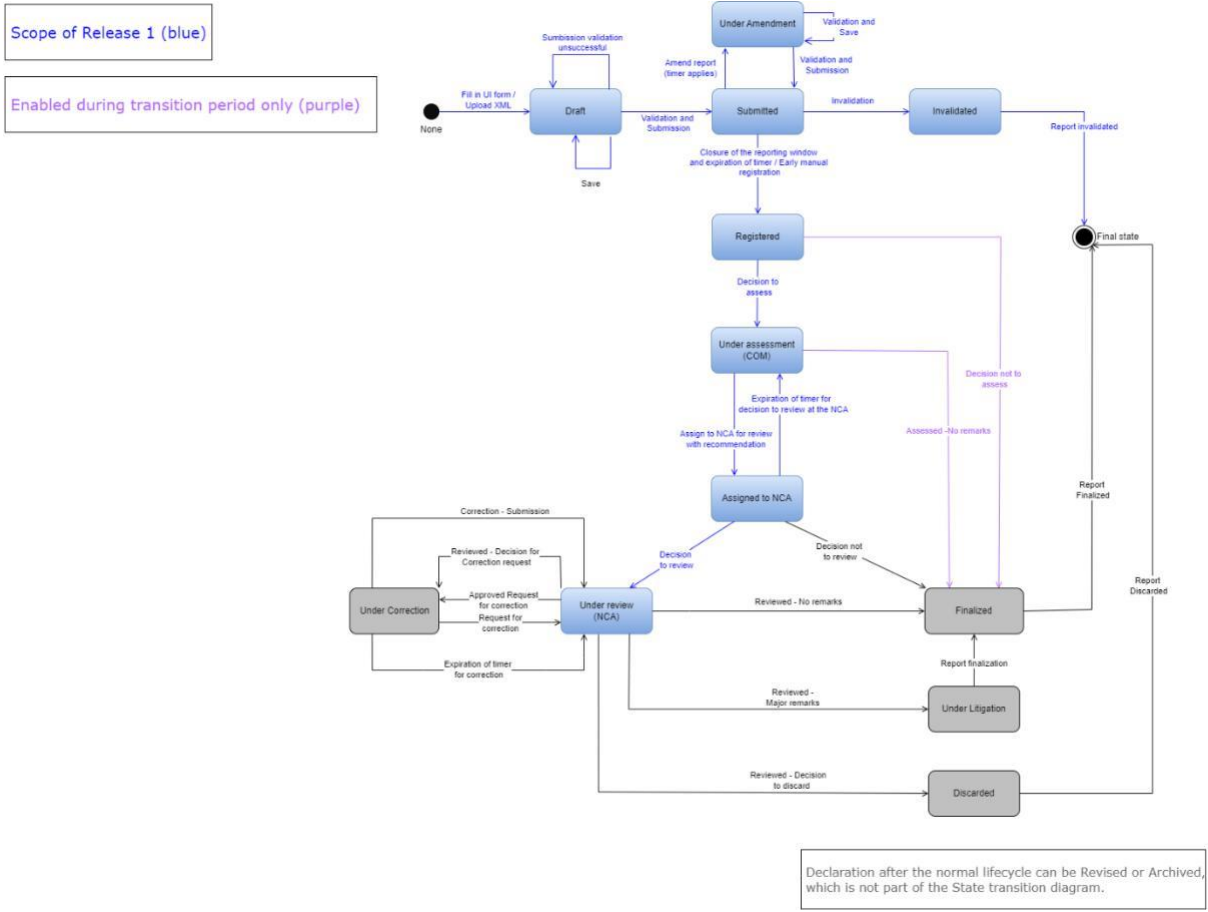 Scope of Release 1 (blue)
Enabled during transition period only (purple)
None
Fill in UI form /
Upload XML
Sumbission validation
unsuccessful
Draft
Save
Validation and
Submission
Under Amendment
Validation and
Save
Amend report
(timer applies)
Validation and
Submission
Submitted
Invalidation
Invalidated
Report invalidated
Closure of the reporting window
and expiration of timer / Early manual
registration
Registered
Final state
Decision to
assess
Under assessment
(COM)
Decision not to
assess
Expiration of timer for
decision to review at the NCA
Assign to NCA for review
with recommendation
Assessed -No remarks
Assigned to NCA
Report
Finalized
Correction - Submission
Decision
to review
Decision not
to review
Reviewed - Decision for
Correction request
Report
Discarded
Under Correction
Approved Request
for correction
Request for
correction
Under review
(NCA)
Reviewed - No remarks
Finalized
Expiration of timer
for correction
Report finalization
Reviewed -
Major remarks
Under Litigation
Reviewed - Decision
to discard
Discarded
Declaration after the normal lifecycle can be Revised or Archived,
which is not part of the State transition diagram.